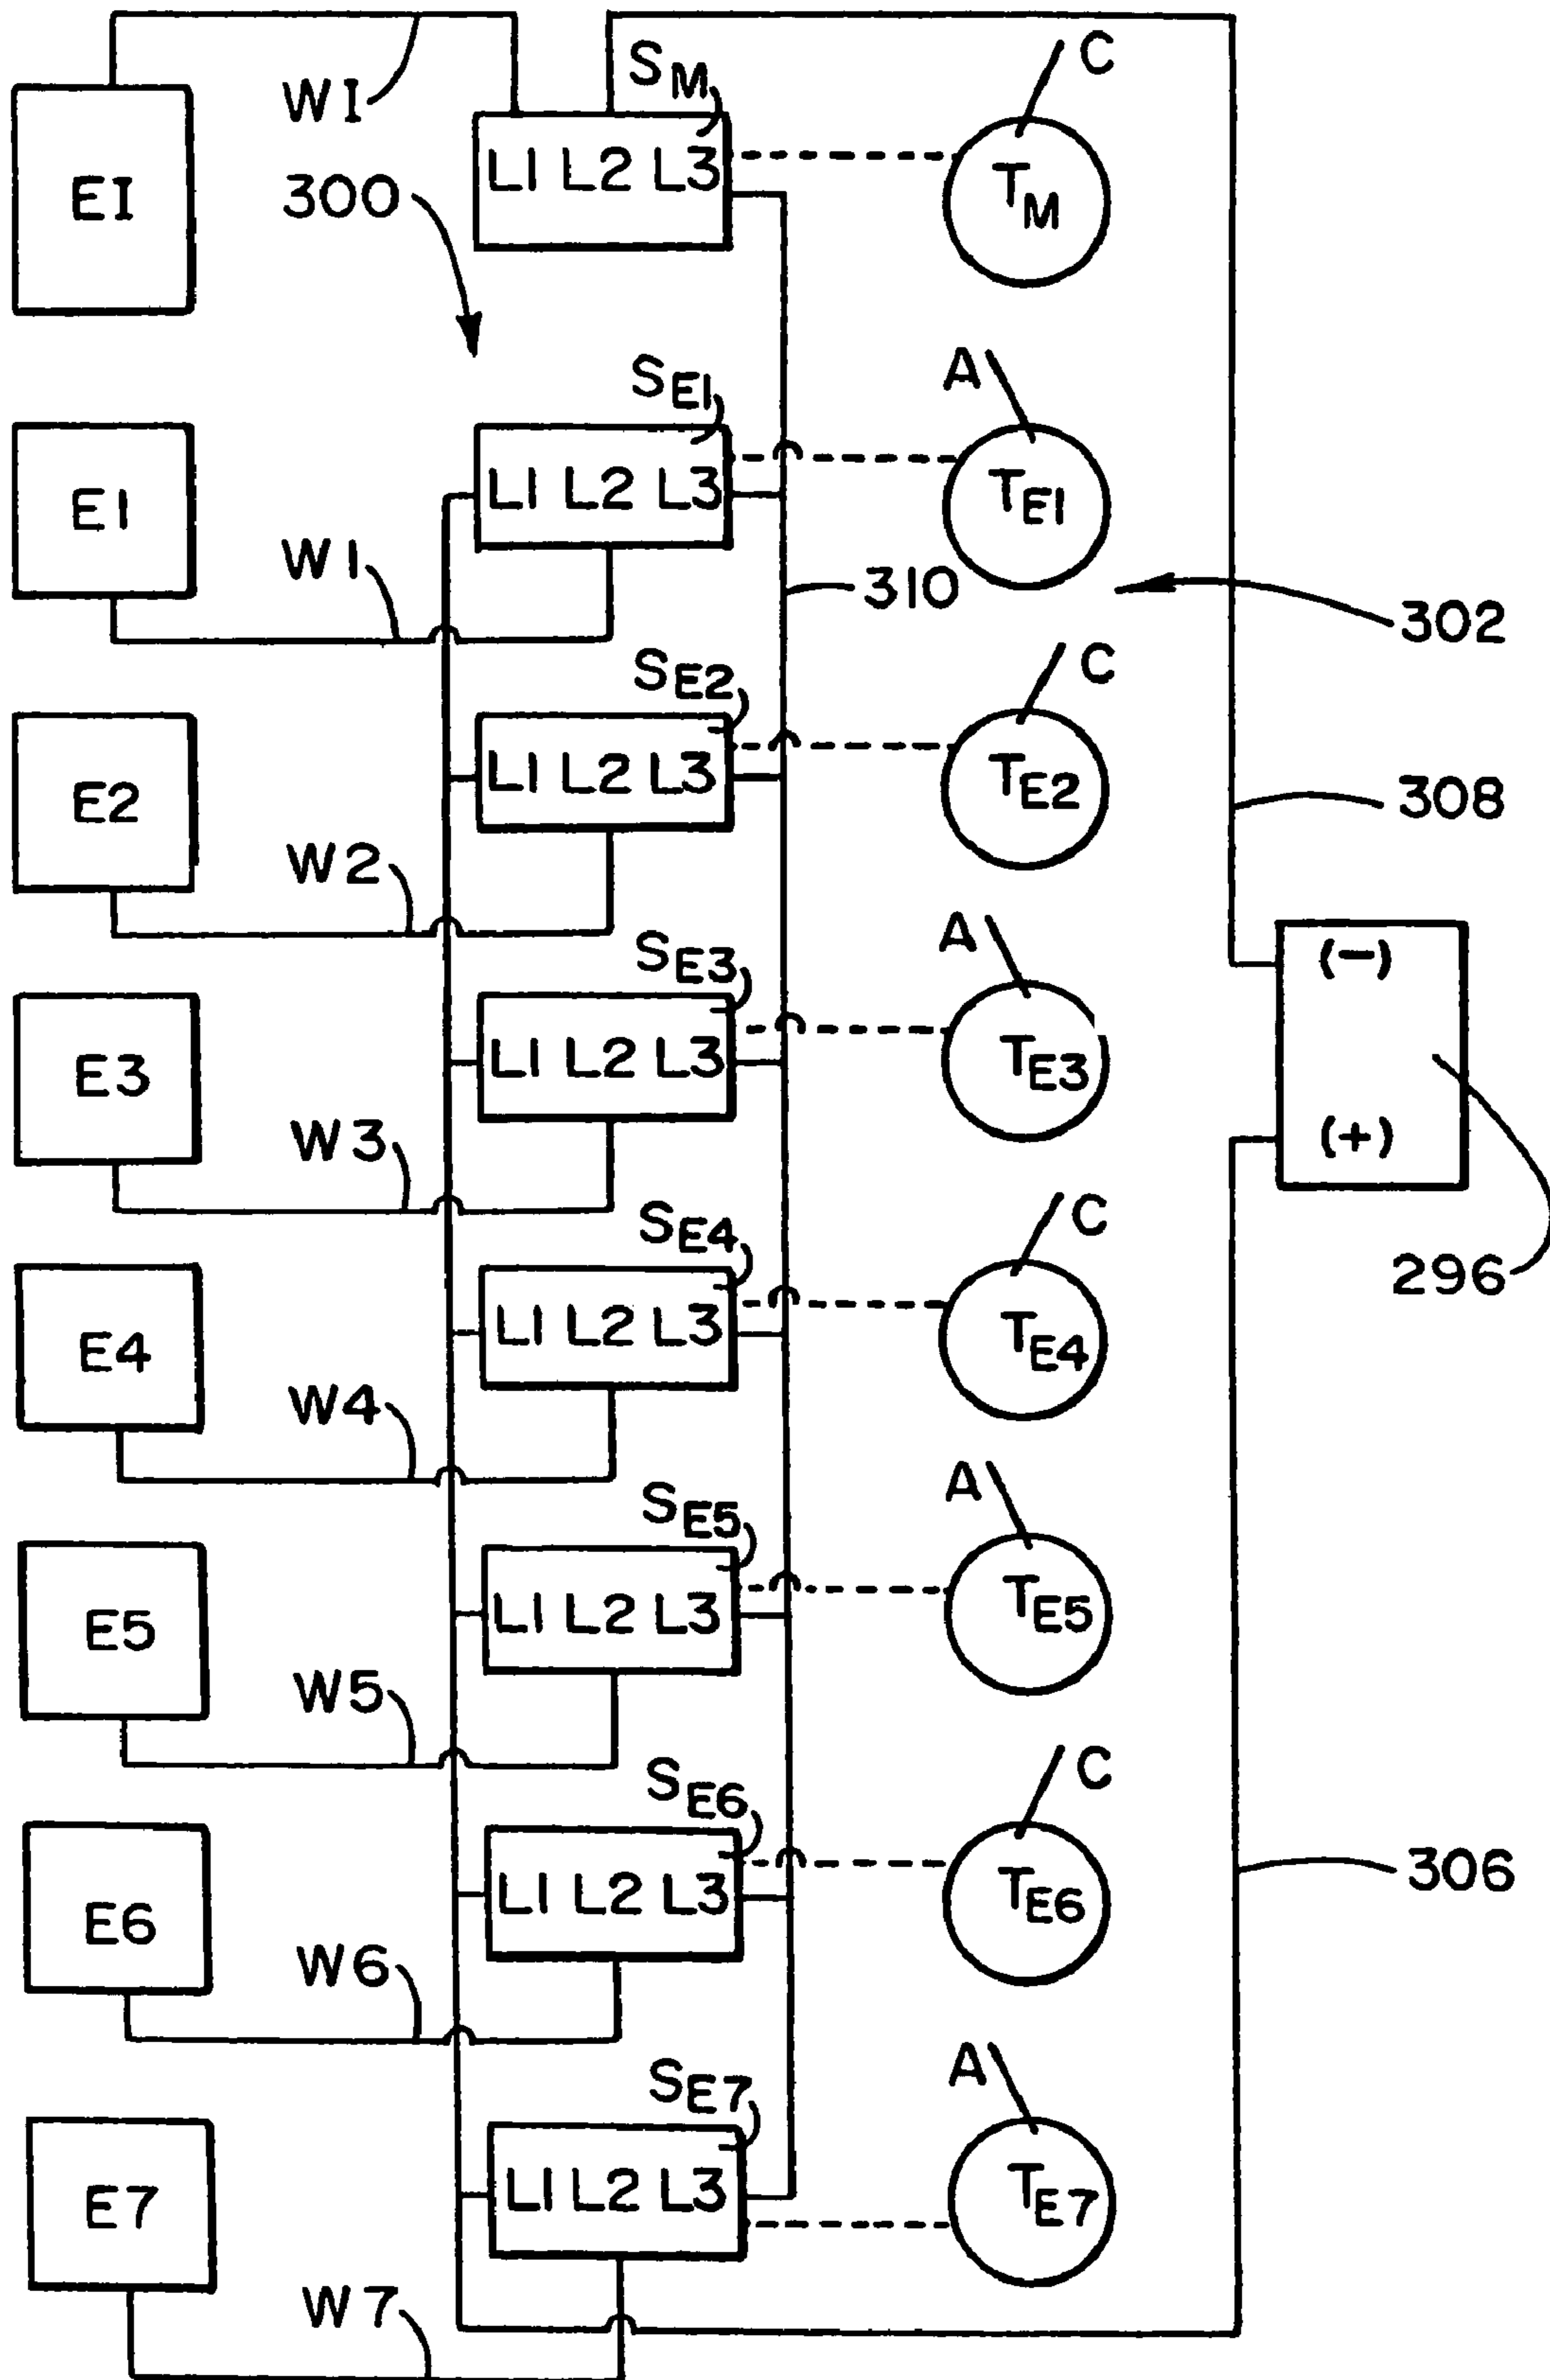 SM
C
WI
EI
L1 L2 L3
TM
300
SE1
A
E1
L1 L2 L3
TE1
W1
310
302
SE2
C
E2
L1 L2 L3
TE2
308
W2
SE3
A
(-)
E3
L1 L2 L3
TE3
W3
(+)
SE4
C
296
E4
L1 L2 L3
TE4
W4
SE5
A
E5
L1 L2 L3
TE5
W5
SE6
C
E6
L1 L2 L3
TE6
306
W6
SE7
A
E7
L1 L2 L3
TE7
W7